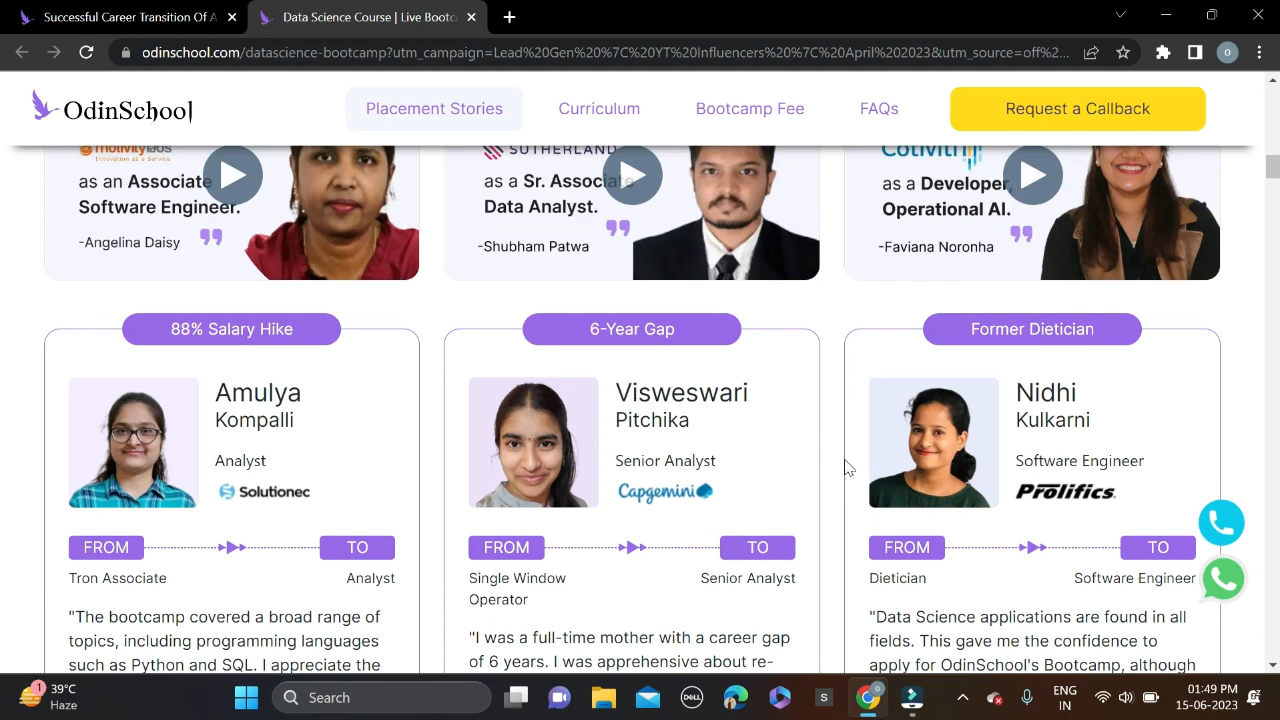 Successful Career Transition Of A
Data Science Course | Live Bootc
odinschool.com/datascience-bootcamp?utm_campaign=Lead%20Gen%20%7C%20YT%20Influencers%20%7C%20April%202023&utm_source=off%2...
o
OdinSchool
Placement Stories
Curriculum
Bootcamp Fee
FAQs
Request a Callback
motivitylabs
Innovation as a Service
as an Associate
Software Engineer.
-Angelina Daisy
SUTHERLAND
as a Sr. Associate
Data Analyst.
-Shubham Patwa
Cotiviti
as a Developer,
Operational AI.
-Faviana Noronha
88% Salary Hike
Amulya
Kompalli
Analyst
Solutionec
FROM
TO
Tron Associate
Analyst
"The bootcamp covered a broad range of
topics, including programming languages
such as Python and SQL. I appreciate the
6-Year Gap
Visweswari
Pitchika
Senior Analyst
Capgemini
FROM
TO
Single Window
Operator
Senior Analyst
"I was a full-time mother with a career gap
of 6 years. I was apprehensive about re-
Former Dietician
Nidhi
Kulkarni
Software Engineer
Prolifics.
FROM
TO
Dietician
Software Engineer
"Data Science applications are found in all
fields. This gave me the confidence to
apply for OdinSchool's Bootcamp, although
1
39°C
Haze
Search
DELL
S
ENG
IN
01:49 PM
15-06-2023